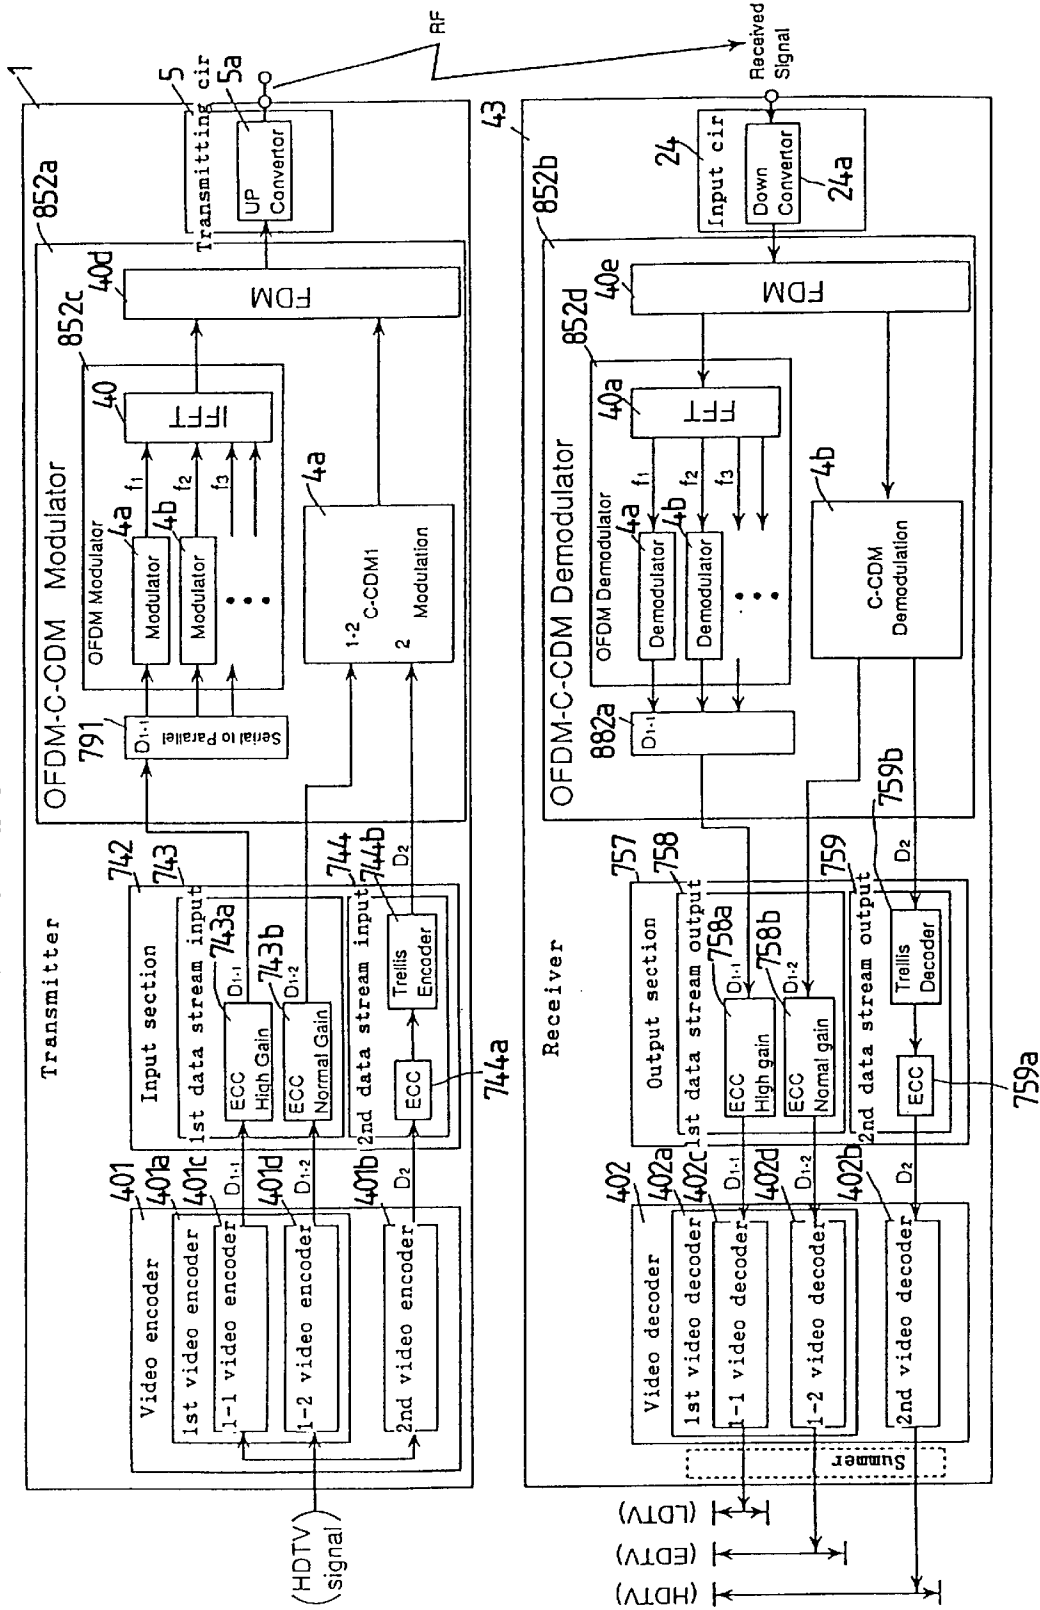 Transmitter
1
Video encoder
401
1st video encoder
401a
1-1 video encoder
401c
1-2 video encoder
401d
2nd video encoder
401b
(HDTV signal)
D1-1
D1-2
D2
Input section
742
1st data stream input
743
ECC
High Gain
743a
D1-1
ECC
Normal Gain
743b
D1-2
2nd data stream input
744
ECC
744a
Trellis
Encoder
744b
D2
OFDM-C-CDM Modulator
852a
791
D1-1
Serial to Parallel
OFDM Modulator
852c
Modulator
4a
f1
Modulator
4b
f2
f3
IFFT
40
1-2
C-CDM1
2
Modulation
4a
FDM
40d
Transmitting cir
5
UP
Convertor
5a
RF
Receiver
43
Received
Signal
Input cir
24
Down
Convertor
24a
OFDM-C-CDM Demodulator
852b
FDM
40e
OFDM Demodulator
852d
FFT
40a
f1
f2
f3
Demodulator
4a
Demodulator
4b
882a
D1-1
C-CDM
Demodulation
4b
Output section
757
1st data stream output
758
ECC
High gain
758a
D1-1
ECC
Nomal gain
758b
D1-2
2nd data stream output
759
Trellis
Decoder
759b
D2
ECC
759a
D1-1
D1-2
D2
Video decoder
402
1st video decoder
402a
1-1 video decoder
402c
1-2 video decoder
402d
2nd video decoder
402b
Summer
(LDTV)
(EDTV)
(HDTV)